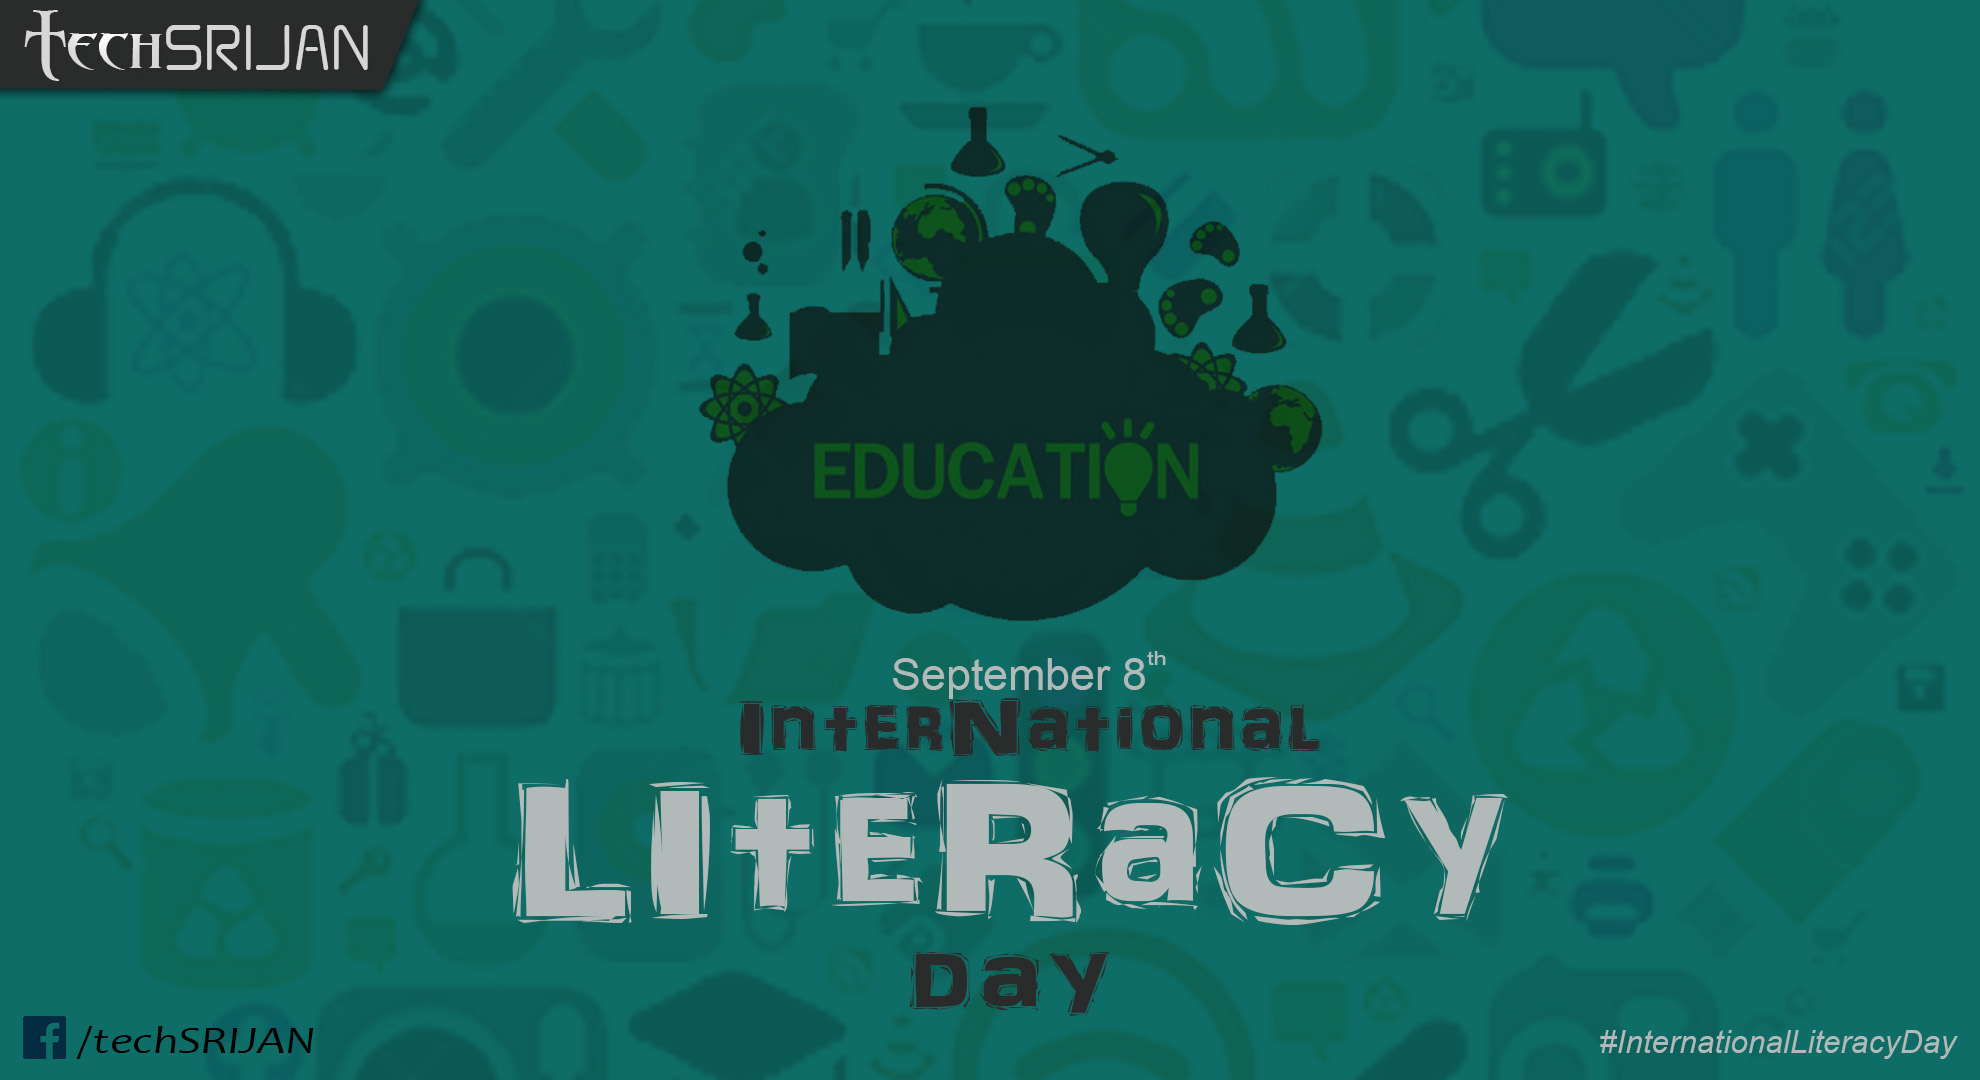 techSRIJAN
EDUCATION
September 8th
INterNational
LIteRaCy
Day
/techSRIJAN
#InternationalLiteracyDay